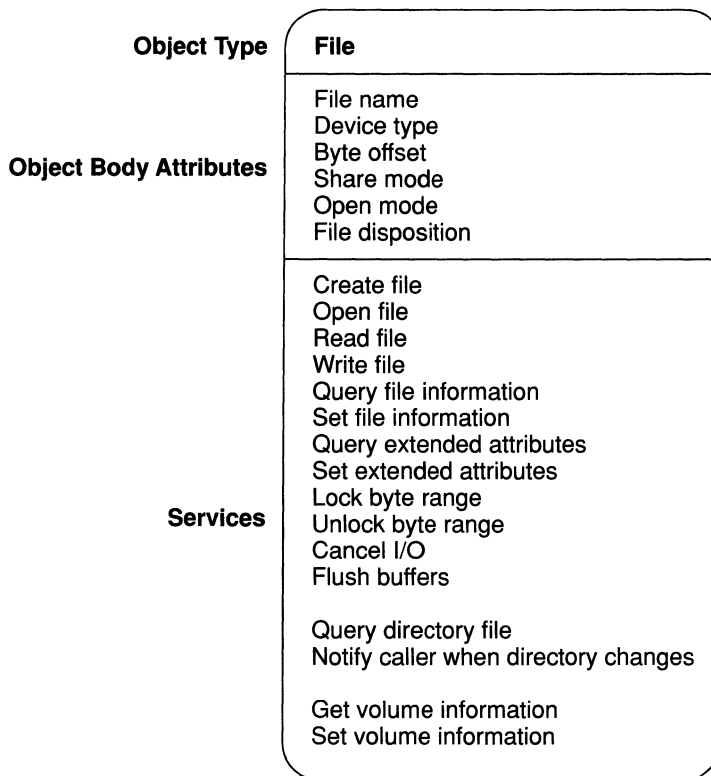 Object Type
File
Object Body Attributes
File name
Device type
Byte offset
Share mode
Open mode
File disposition
Services
Create file
Open file
Read file
Write file
Query file information
Set file information
Query extended attributes
Set extended attributes
Lock byte range
Unlock byte range
Cancel I/O
Flush buffers
Query directory file
Notify caller when directory changes
Get volume information
Set volume information